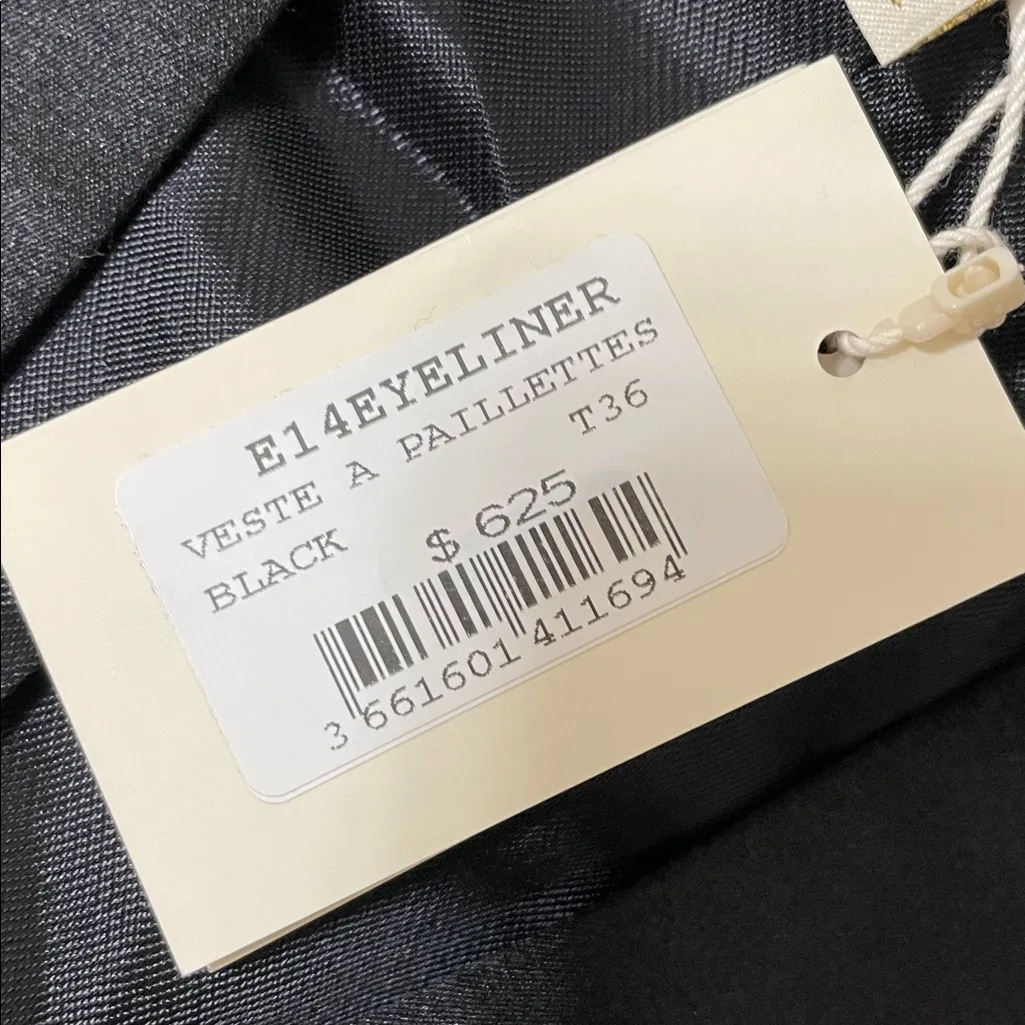 E14EYELINER
VESTE A PAILLETTES
BLACK T36
$ 625
3 661601 411694